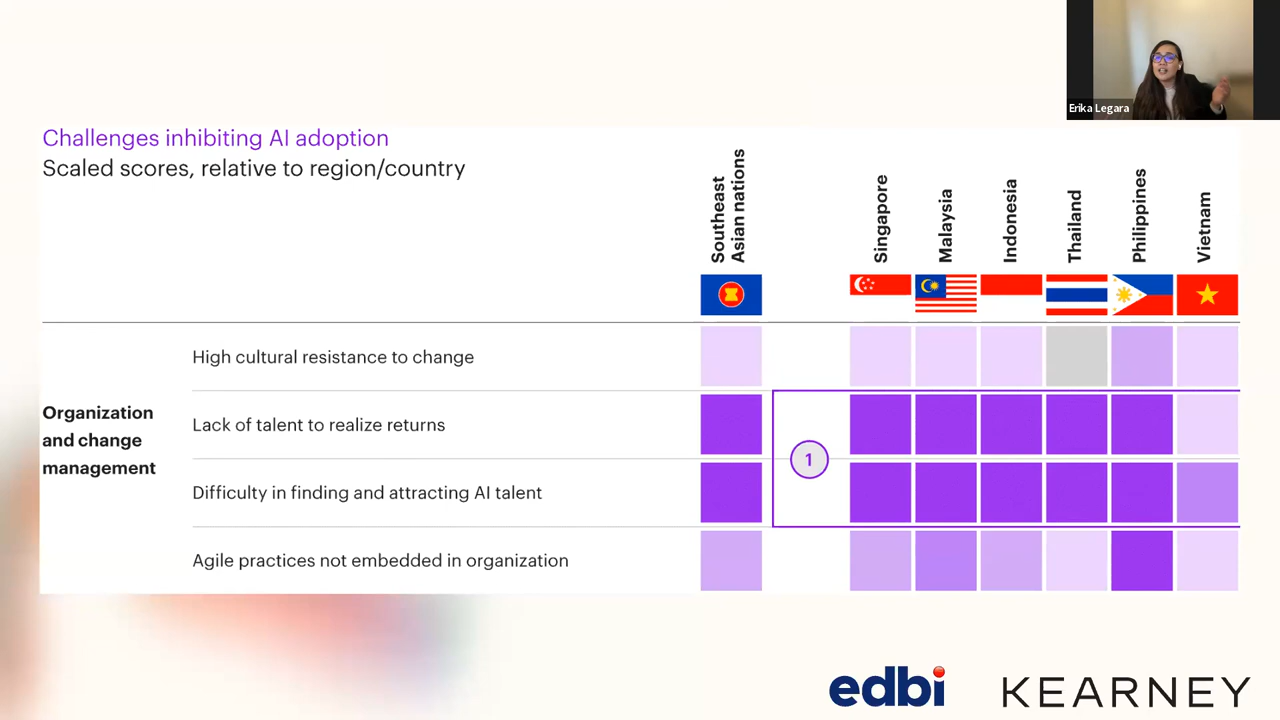 Erika Legara
Challenges inhibiting AI adoption
Scaled scores, relative to region/country
Southeast
Asian nations
Singapore
Malaysia
Indonesia
Thailand
Philippines
Vietnam
Organization
and change
management
High cultural resistance to change
Lack of talent to realize returns
Difficulty in finding and attracting AI talent
Agile practices not embedded in organization
1
edbi
KEARNEY